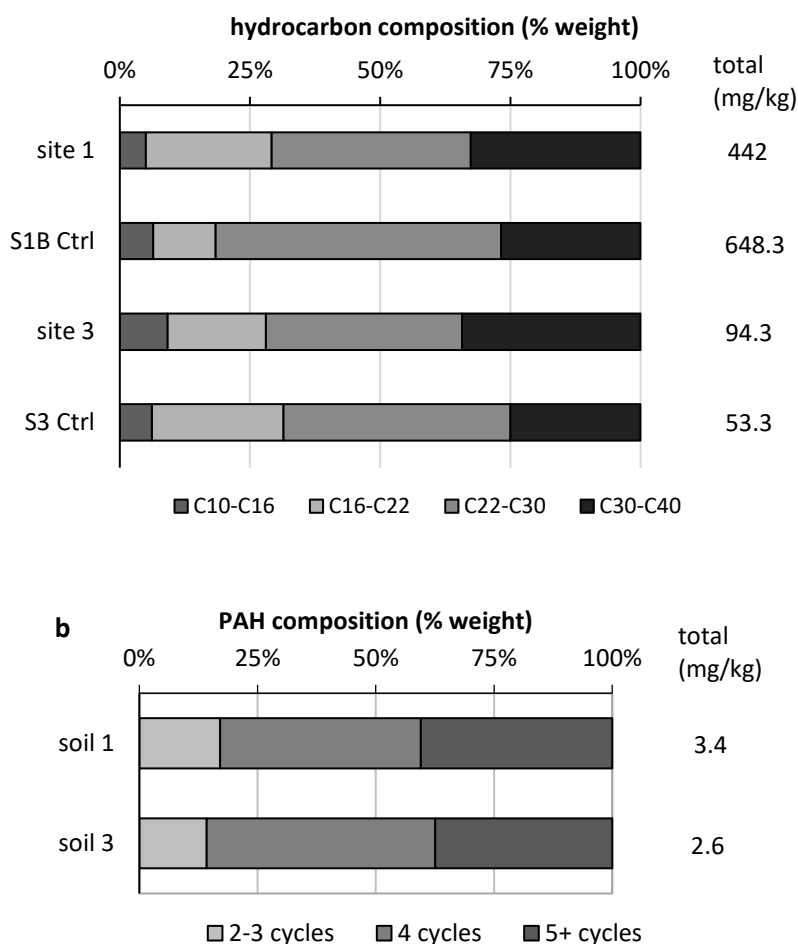 hydrocarbon composition (% weight)
0% 25% 50% 75% 100%
total
(mg/kg)
site 1 442
S1B Ctrl 648.3
site 3 94.3
S3 Ctrl 53.3
C10-C16 C16-C22 C22-C30 C30-C40
b PAH composition (% weight)
0% 25% 50% 75% 100%
total
(mg/kg)
soil 1 3.4
soil 3 2.6
2-3 cycles 4 cycles 5+ cycles